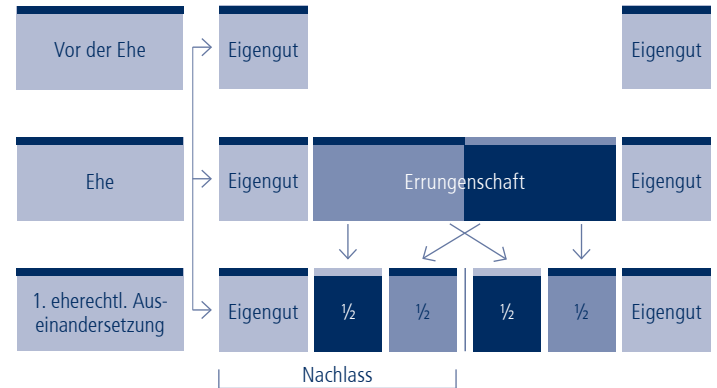 Vor der Ehe
Eigengut
Eigengut
Ehe
Eigengut
Errungenschaft
Eigengut
1. eherechtl. Aus-
einandersetzung
Eigengut
½
½
½
½
Eigengut
Nachlass